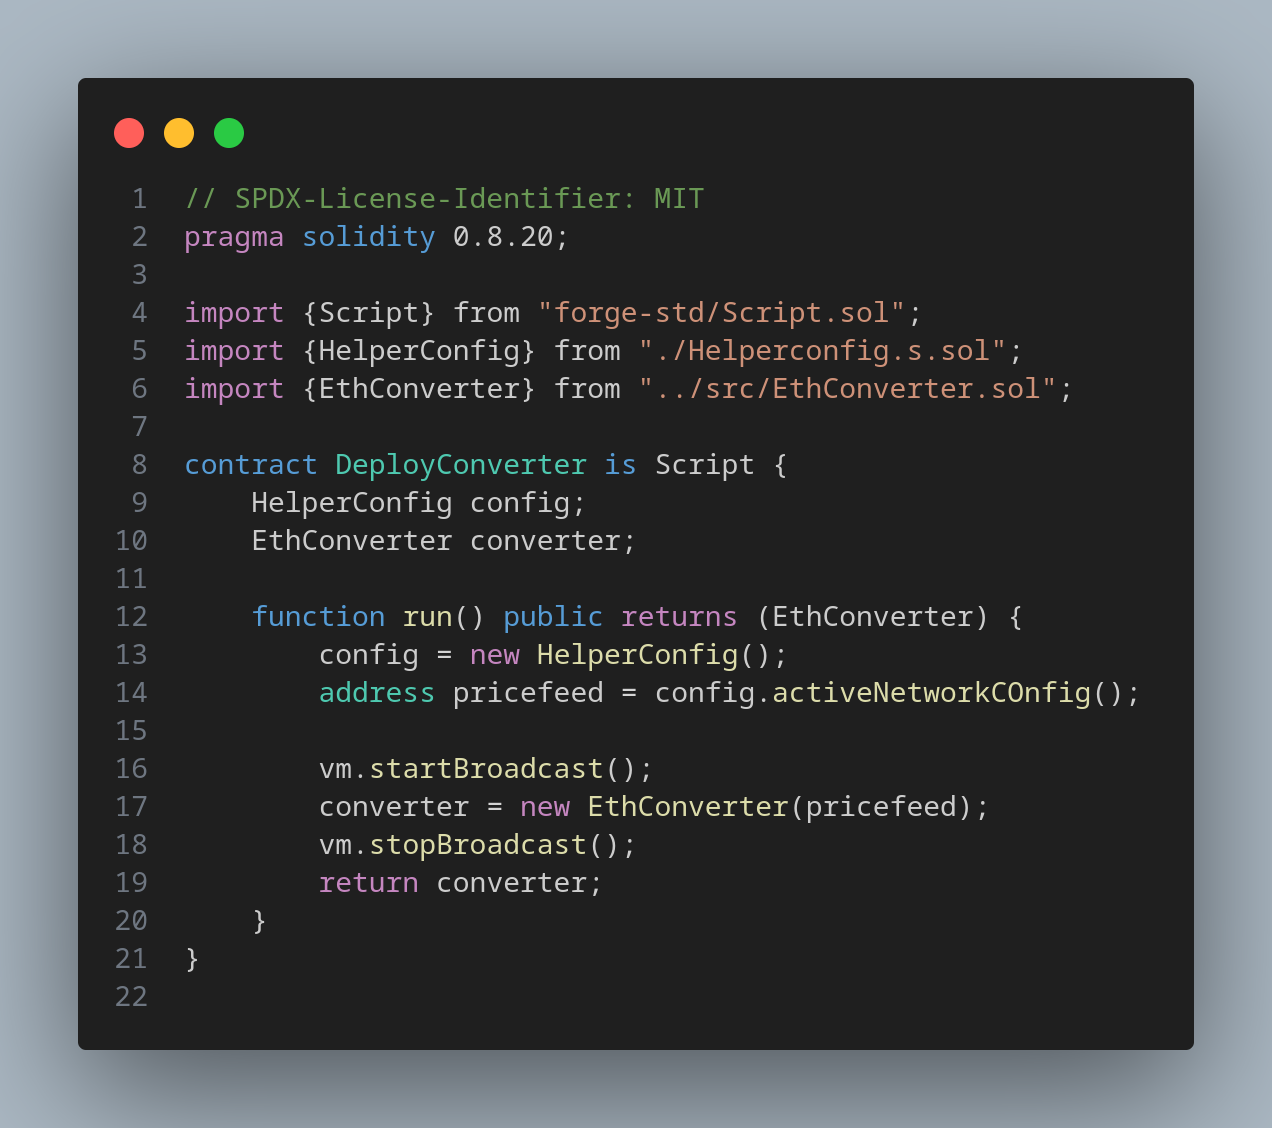 1 // SPDX-License-Identifier: MIT
2 pragma solidity 0.8.20;
3
4 import {Script} from "forge-std/Script.sol";
5 import {HelperConfig} from "./Helperconfig.s.sol";
6 import {EthConverter} from "../src/EthConverter.sol";
7
8 contract DeployConverter is Script {
9     HelperConfig config;
10     EthConverter converter;
11
12     function run() public returns (EthConverter) {
13         config = new HelperConfig();
14         address pricefeed = config.activeNetworkCOnfig();
15
16         vm.startBroadcast();
17         converter = new EthConverter(pricefeed);
18         vm.stopBroadcast();
19         return converter;
20     }
21 }
22